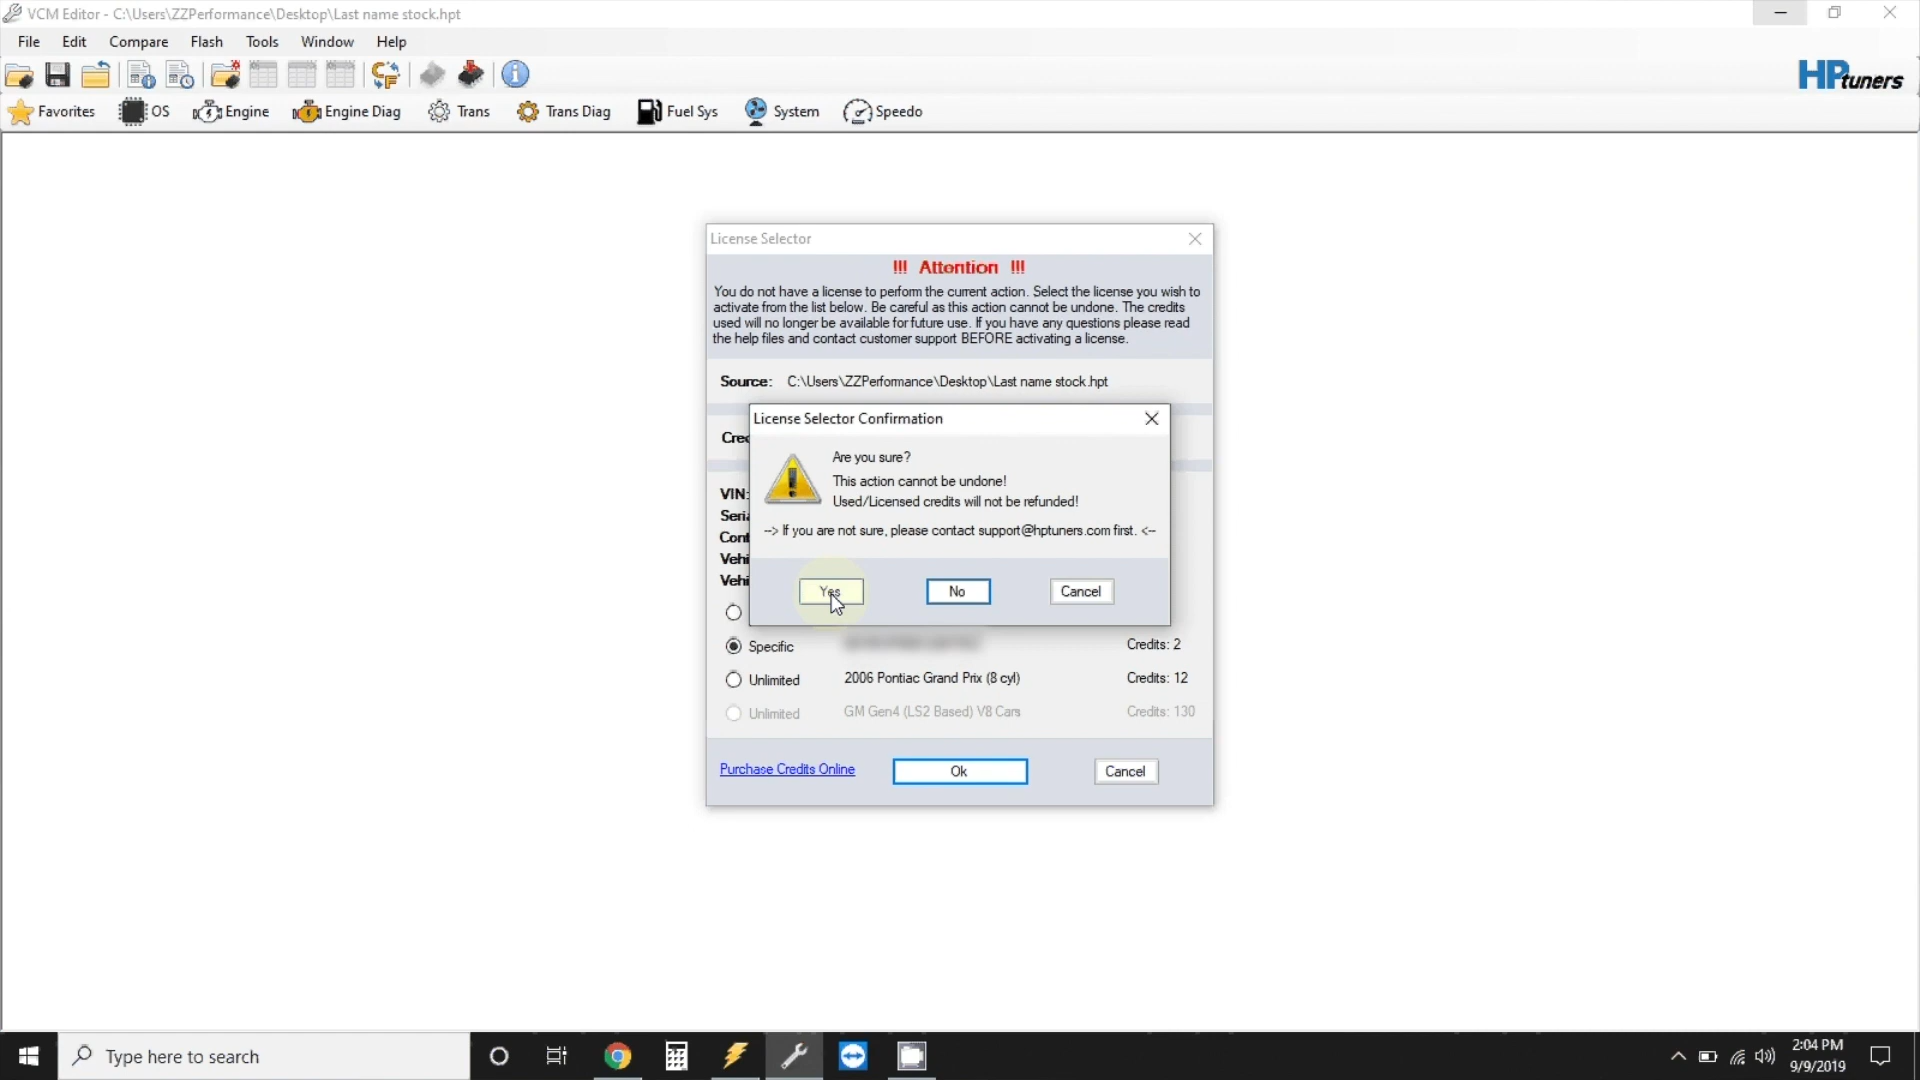 VCM Editor - C:\Users\ZZPerformance\Desktop\Last name stock.hpt
File Edit Compare Flash Tools Window Help
HPtuners
Favorites OS Engine Engine Diag Trans Trans Diag Fuel Sys System Speedo
License Selector
!!! Attention !!!
You do not have a license to perform the current action. Select the license you wish to
activate from the list below. Be careful as this action cannot be undone. The credits
used will no longer be available for future use. If you have any questions please read
the help files and contact customer support BEFORE activating a license.
Source: C:\Users\ZZPerformance\Desktop\Last name stock.hpt
License Selector Confirmation
Are you sure?
This action cannot be undone!
Used/Licensed credits will not be refunded!
--> If you are not sure, please contact support@hptuners.com first. <--
Yes No Cancel
VIN:
Specific Credits: 2
Unlimited 2006 Pontiac Grand Prix (8 cyl) Credits: 12
Unlimited GM Gen4 (LS2 Based) V8 Cars Credits: 130
Purchase Credits Online Ok Cancel
Type here to search
2:04 PM
9/9/2019